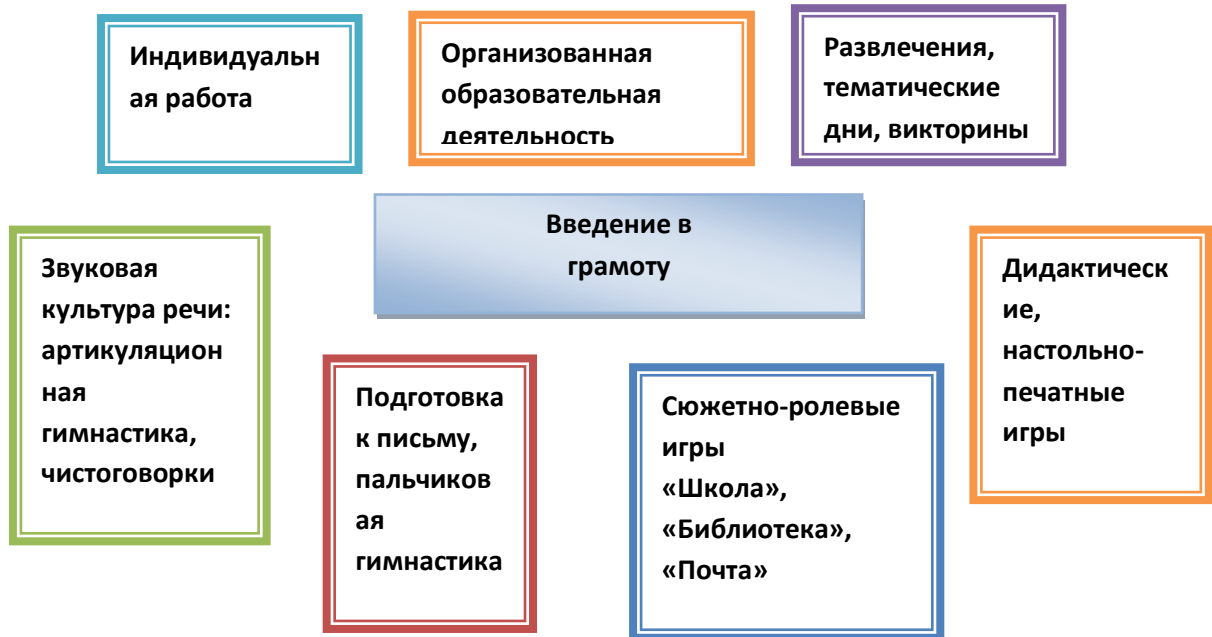 Индивидуальн
ая работа
Организованная
образовательная
деятельность
Развлечения,
тематические
дни, викторины
Введение в
грамоту
Звуковая
культура речи:
артикуляцион
ная
гимнастика,
чистоговорки
Подготовка
к письму,
пальчиков
ая
гимнастика
Сюжетно-ролевые
игры
«Школа»,
«Библиотека»,
«Почта»
Дидактическ
ие,
настольно-
печатные
игры